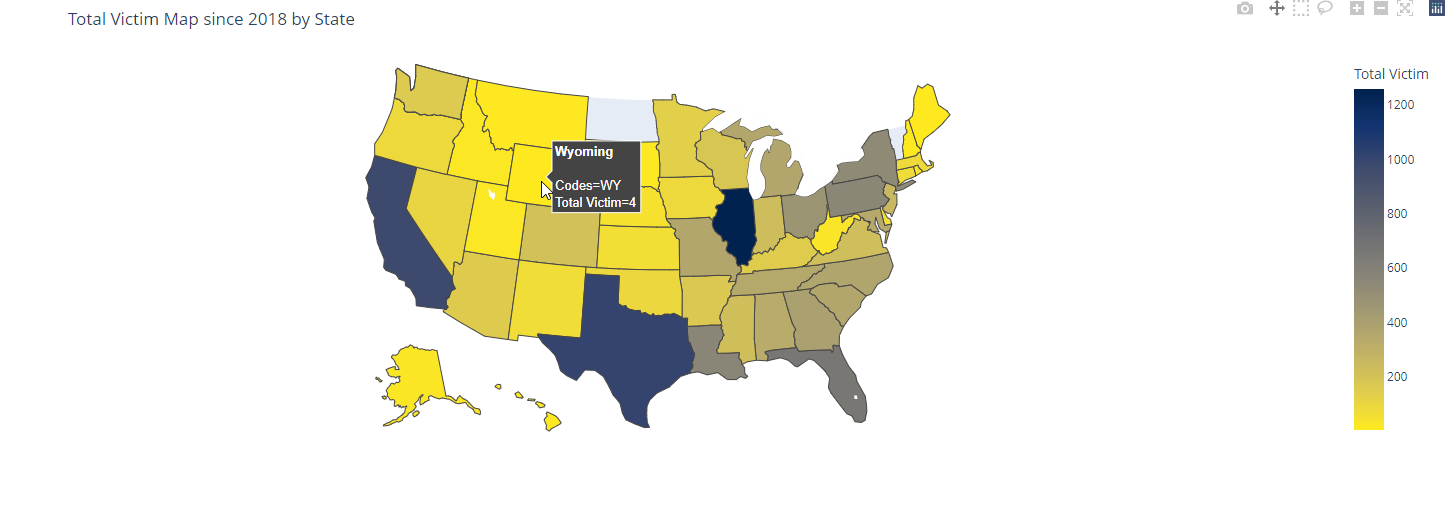 Total Victim Map since 2018 by State
Wyoming
Codes=WY
Total Victim=4
Total Victim
1200
1000
800
600
400
200